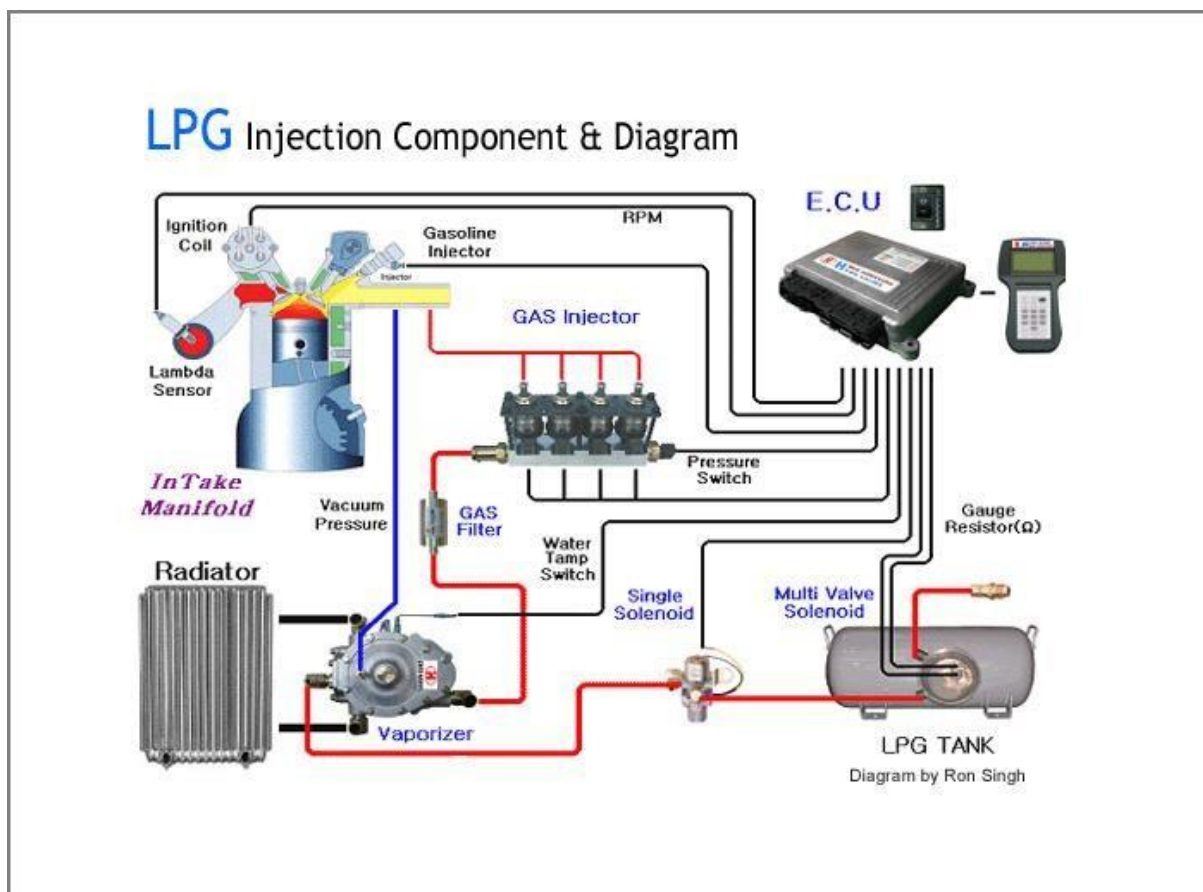 LPG Injection Component & Diagram
E.C.U
Ignition
Coil
RPM
Gasoline
Injector
Injector
GAS Injector
Lambda
Sensor
Pressure
Switch
InTake
Manifold
Vacuum
Pressure
GAS
Filter
Water
Tamp
Switch
Gauge
Resistor(Ω)
Radiator
Single
Solenoid
Multi Valve
Solenoid
Vaporizer
LPG TANK
Diagram by Ron Singh